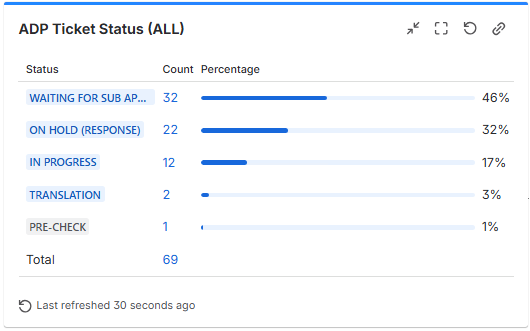 ADP Ticket Status (ALL)
Status Count Percentage
WAITING FOR SUB AP... 32 46%
ON HOLD (RESPONSE) 22 32%
IN PROGRESS 12 17%
TRANSLATION 2 3%
PRE-CHECK 1 1%
Total 69
Last refreshed 30 seconds ago